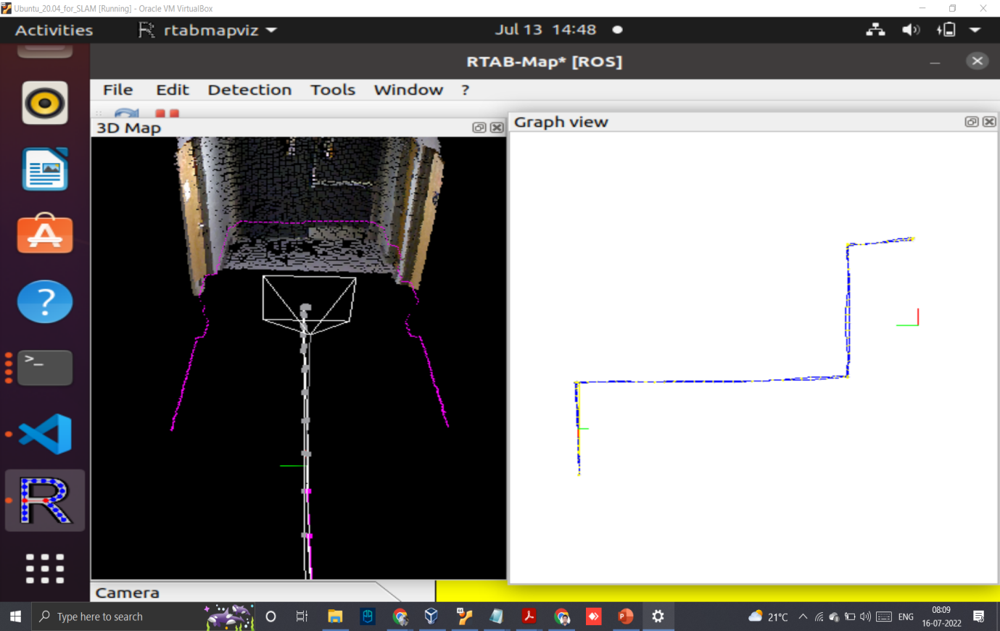 Ubuntu_20.04_for_SLAM [Running] - Oracle VM VirtualBox
Activities
rtabmapviz
Jul 13 14:48
RTAB-Map* [ROS]
File Edit Detection Tools Window ?
3D Map
Graph view
Camera
Type here to search
21°C
ENG
08:09
16-07-2022